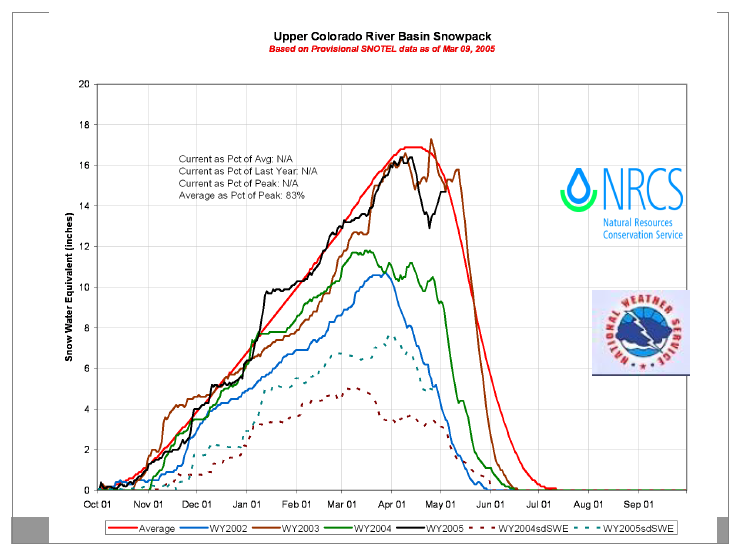 Upper Colorado River Basin Snowpack
Based on Provisional SNOTEL data as of Mar 09, 2005
20
18
16
14
12
10
8
6
4
2
0
Snow Water Equivalent (inches)
Current as Pct of Avg: N/A
Current as Pct of Last Year: N/A
Current as Pct of Peak: N/A
Average as Pct of Peak: 83%
NRCS
Natural Resources
Conservation Service
NATIONAL WEATHER SERVICE
Oct 01 Nov 01 Dec 01 Jan 01 Feb 01 Mar 01 Apr 01 May 01 Jun 01 Jul 01 Aug 01 Sep 01
Average WY2002 WY2003 WY2004 WY2005 WY2004sdSWE WY2005sdSWE